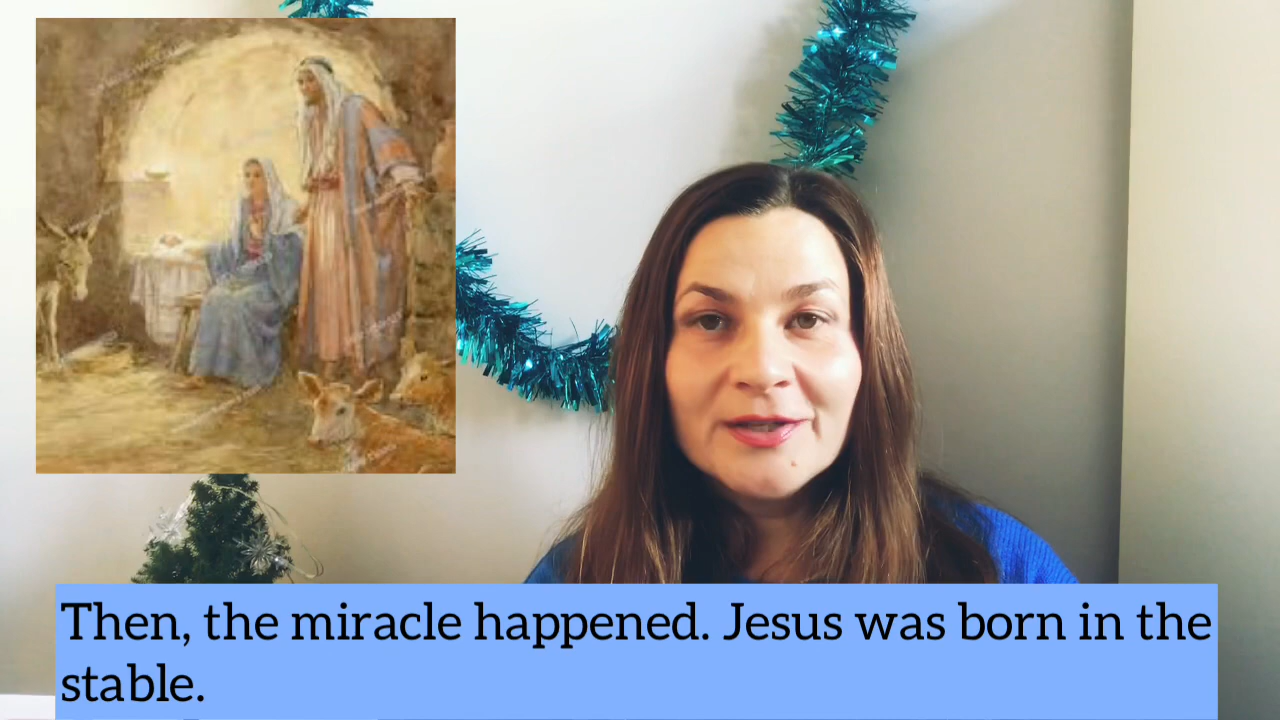 Then, the miracle happened. Jesus was born in the
stable.